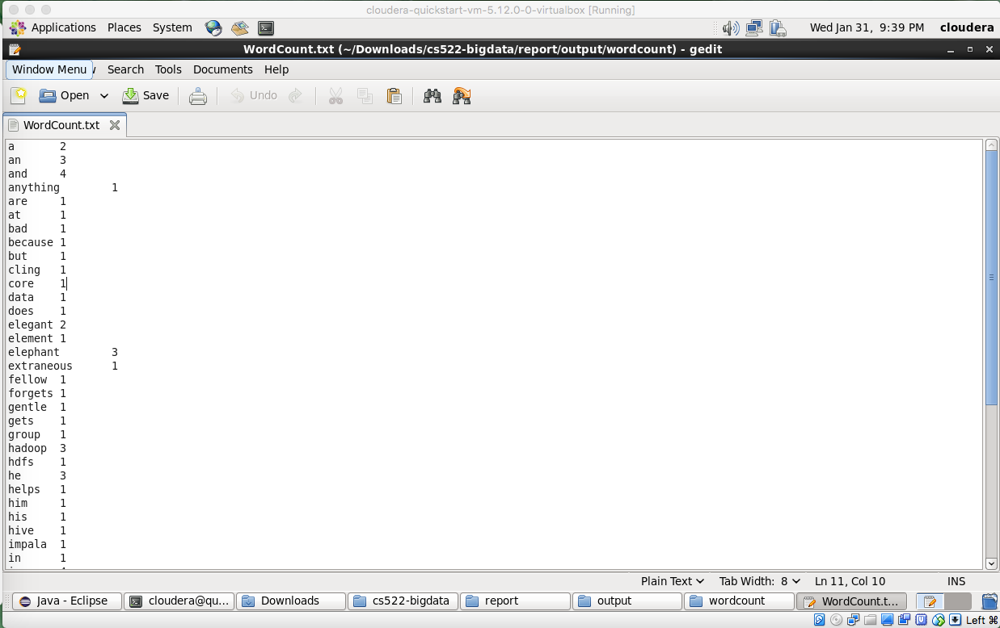 cloudera-quickstart-vm-5.12.0-0-virtualbox [Running]
Applications Places System Wed Jan 31, 9:39 PM cloudera
WordCount.txt (~/Downloads/cs522-bigdata/report/output/wordcount) - gedit
Window Menu Search Tools Documents Help
Open Save Undo
WordCount.txt
a 2
an 3
and 4
anything 1
are 1
at 1
bad 1
because 1
but 1
cling 1
core 1
data 1
does 1
elegant 2
element 1
elephant 3
extraneous 1
fellow 1
forgets 1
gentle 1
gets 1
group 1
hadoop 3
hdfs 1
he 3
helps 1
him 1
his 1
hive 1
impala 1
in 1
Plain Text Tab Width: 8 Ln 11, Col 10 INS
Java - Eclipse cloudera@qu... Downloads cs522-bigdata report output wordcount WordCount.t...
Left ⌘